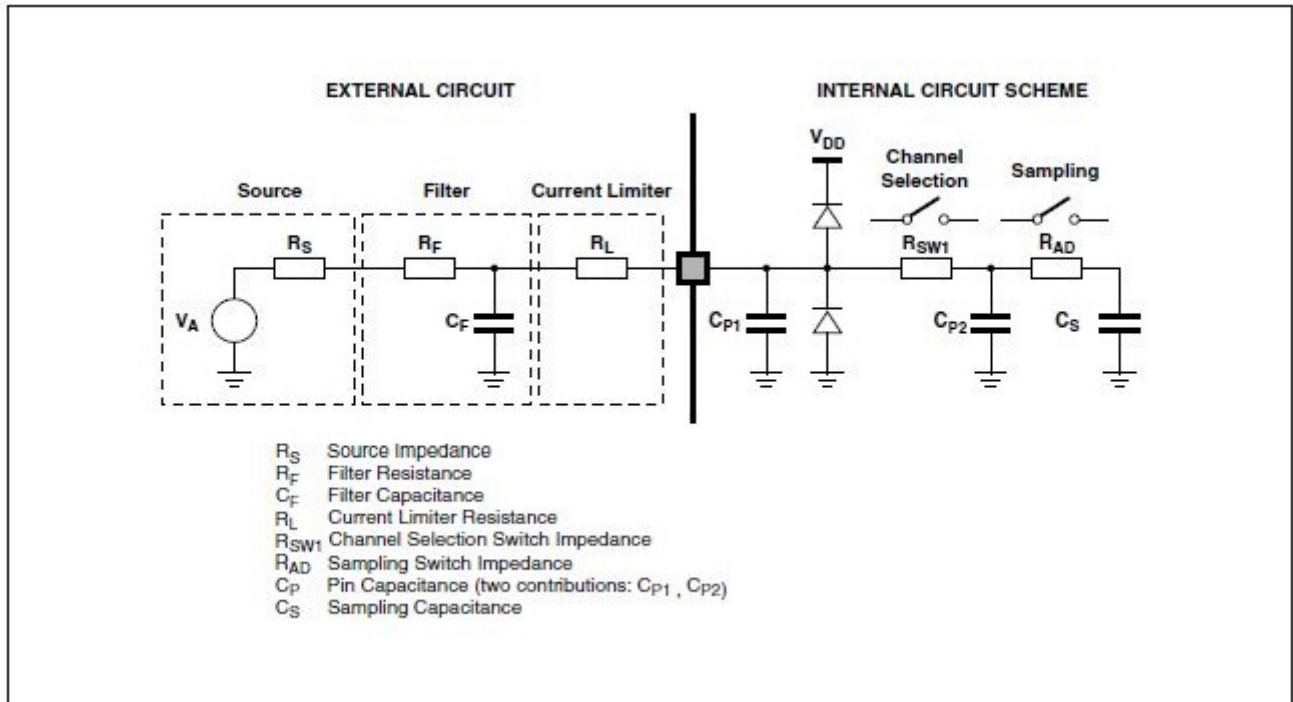 EXTERNAL CIRCUIT
INTERNAL CIRCUIT SCHEME
VDD
Channel
Selection
Sampling
Source
Filter
Current Limiter
RS
RF
RL
RSW1
RAD
VA
CF
CP1
CP2
CS
RS Source Impedance
RF Filter Resistance
CF Filter Capacitance
RL Current Limiter Resistance
RSW1 Channel Selection Switch Impedance
RAD Sampling Switch Impedance
CP Pin Capacitance (two contributions: CP1 , CP2)
CS Sampling Capacitance